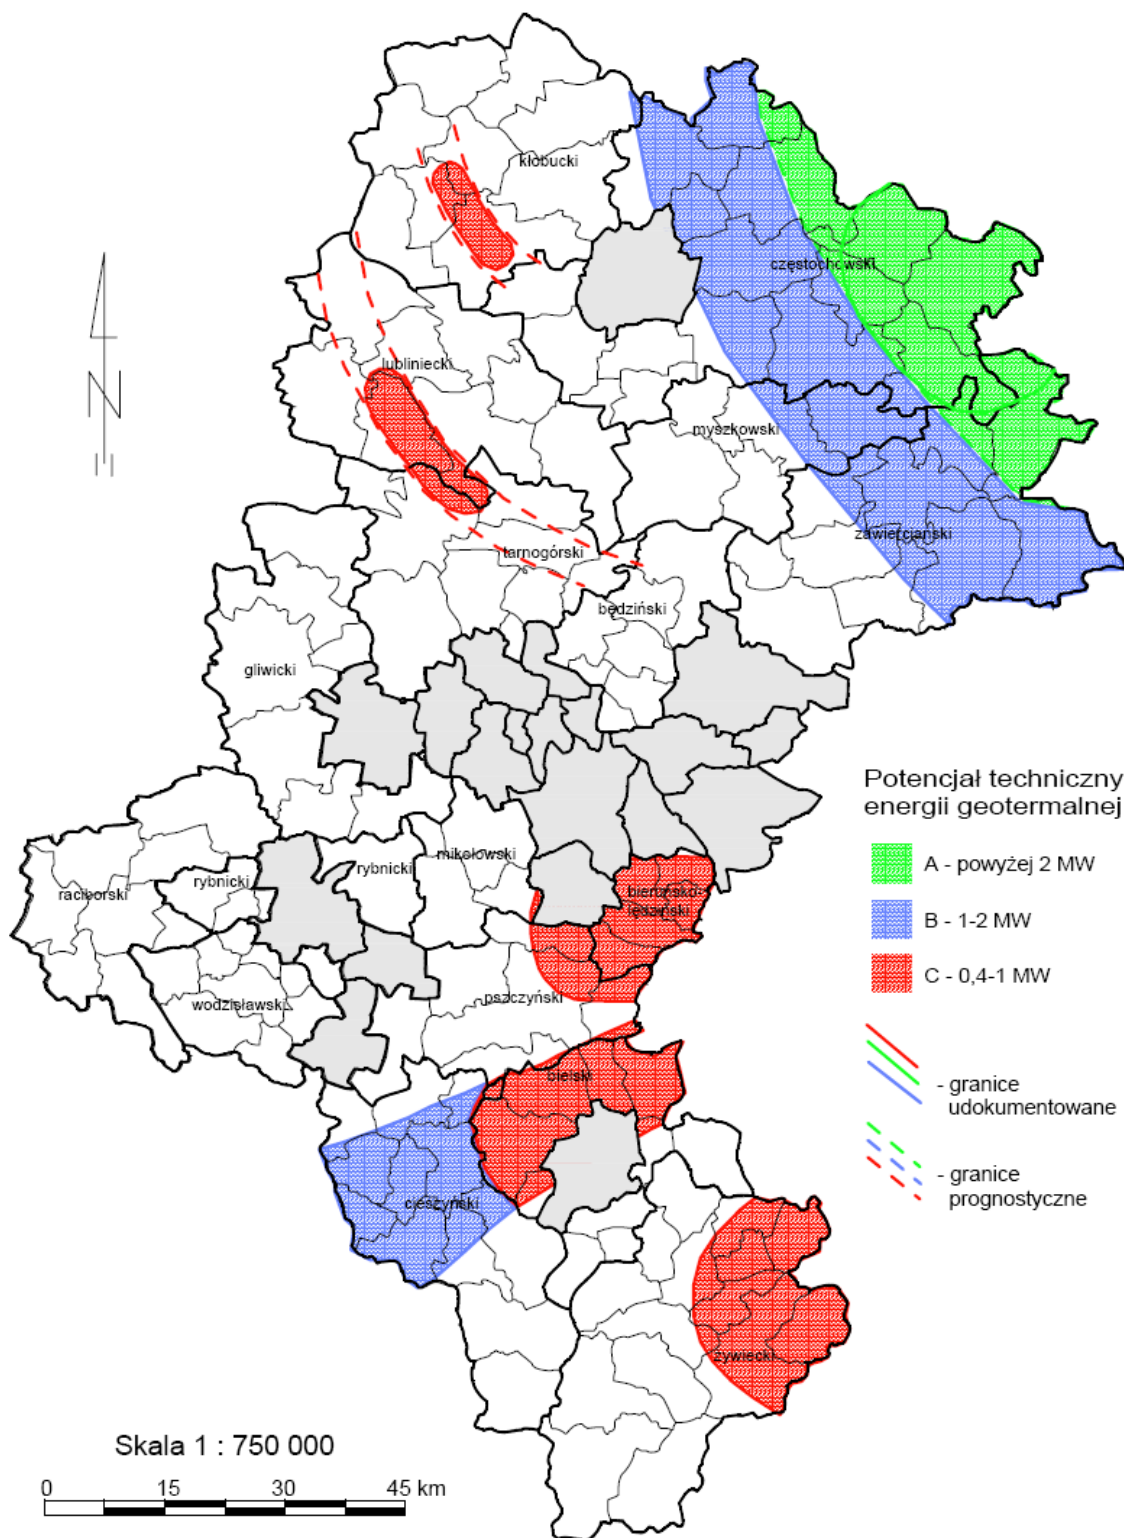 kłobucki
częstochowski
lubliniecki
N
myszkowski
zawierciański
tarnogórski
będziński
gliwicki
Potencjał techniczny
energii geotermalnej
A - powyżej 2 MW
mikołowski
rybnicki
rybnicki
raciborski
bieruńsko-
lędziński
B - 1-2 MW
C - 0,4-1 MW
pszczyński
wodzisławski
bielski
- granice
udokumentowane
- granice
prognostyczne
cieszyński
żywiecki
Skala 1 : 750 000
0 15 30 45 km